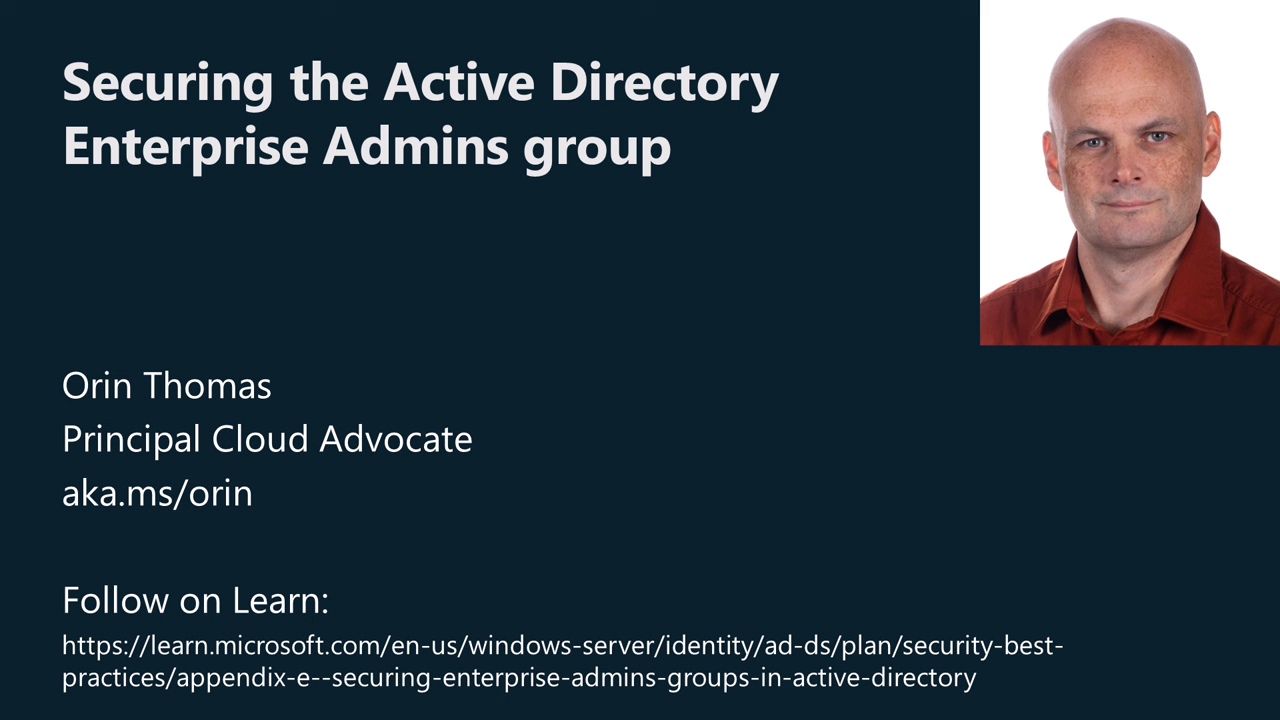 Securing the Active Directory
Enterprise Admins group
Orin Thomas
Principal Cloud Advocate
aka.ms/orin
Follow on Learn:
https://learn.microsoft.com/en-us/windows-server/identity/ad-ds/plan/security-best-
practices/appendix-e--securing-enterprise-admins-groups-in-active-directory